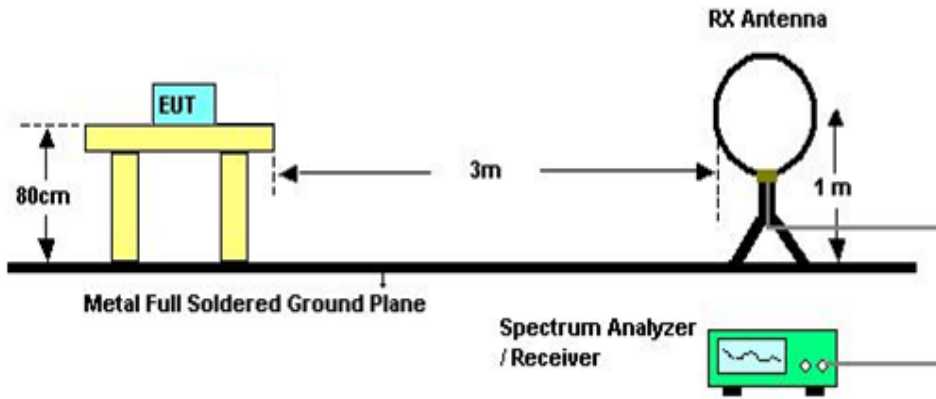 RX Antenna
EUT
80cm
3m
1 m
Metal Full Soldered Ground Plane
Spectrum Analyzer
/ Receiver